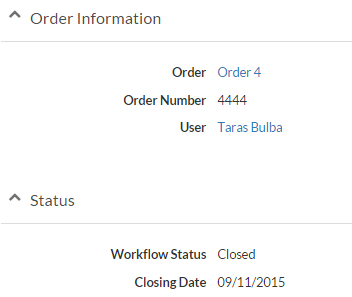 Order Information
Order Order 4
Order Number 4444
User Taras Bulba
Status
Workflow Status Closed
Closing Date 09/11/2015